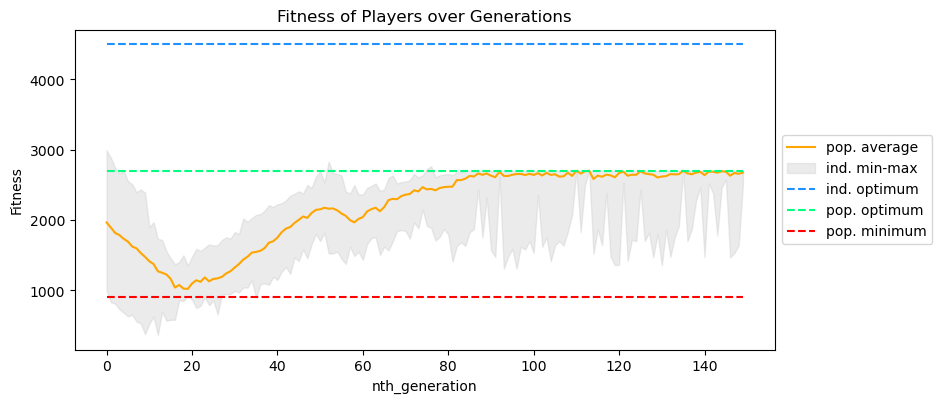 Fitness of Players over Generations
Fitness
4000
3000
2000
1000
0
20
40
60
80
100
120
140
nth_generation
pop. average
ind. min-max
ind. optimum
pop. optimum
pop. minimum